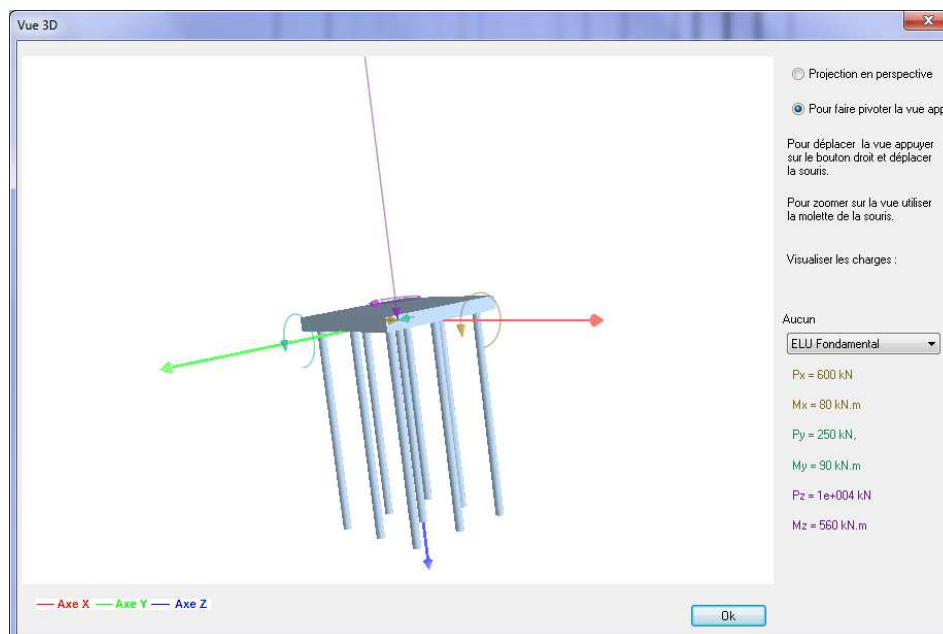 Vue 3D
Projection en perspective
Pour faire pivoter la vue app
Pour déplacer la vue appuyer
sur le bouton droit et déplacer
la souris.
Pour zoomer sur la vue utiliser
la molette de la souris.
Visualiser les charges :
Aucun
ELU Fondamental
Px = 600 kN
Mx = 80 kN.m
Py = 250 kN,
My = 90 kN.m
Pz = 1e+004 kN
Mz = 560 kN.m
Axe X Axe Y Axe Z
Ok